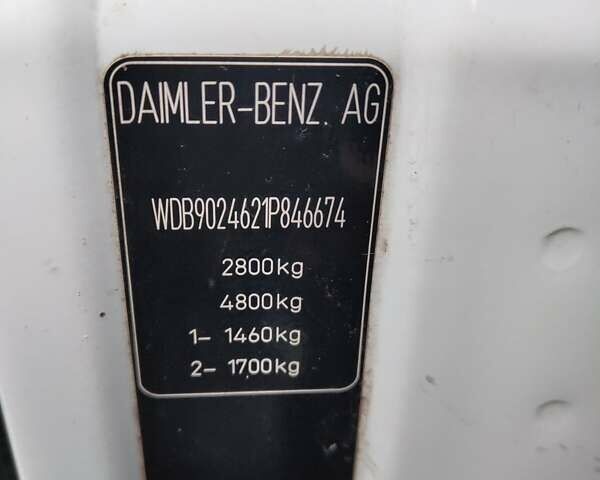 DAIMLER-BENZ. AG
WDB9024621P846674
2800kg
4800kg
1- 1460kg
2- 1700kg